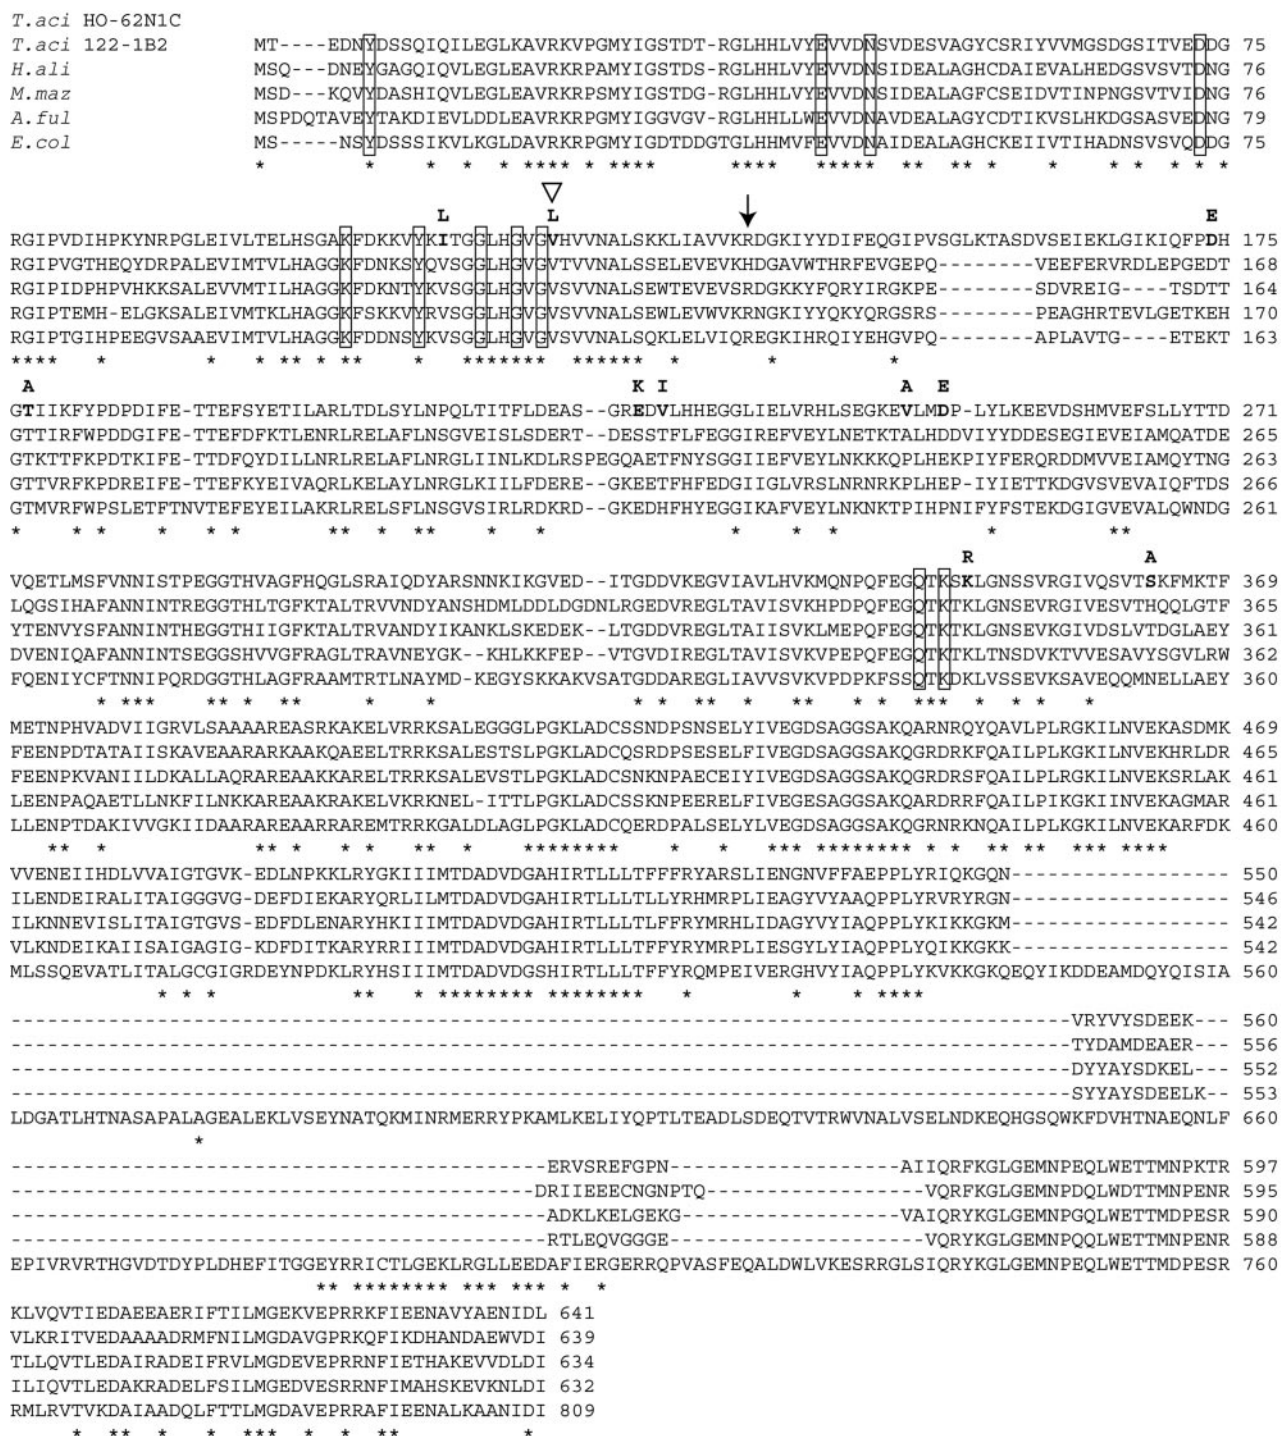 T.aci HO-62N1C
T.aci 122-1B2 MT----EDNYDSSQIQILEGLKAVRKVPGMYIGSTDT-RGLHHLVYEVVDNSVDESVAGYCSRIYVVMGSDGSITVEDDG 75
H.ali MSQ---DNEYGAGQIQVLEGLEAVRKRPAMYIGSTDS-RGLHHLVYEVVDNSIDEALAGHCDAIEVALHEDGSVSVTDNG 76
M.maz MSD---KQVYDASHIQVLEGLEAVRKRPSMYIGSTDG-RGLHHLVYEVVDNSIDEALAGFCSEIDVTINPNGSVTVIDNG 76
A.ful MSPDQTAVEYTAKDIEVLDDLEAVRKRPAMYIGGVGV-RGLHHLLWEVVDNAVDEALAGYCDTIKVSLHKDGSASVEDNG 79
E.col MS-----NSYDSSSIKVLKGLDAVRKRPGMYIGDTDDGTGLHHMVFEVVDNAIDEALAGHCKEIIVTIHADNSVSVQDDG 75
* * * * * **** * **** **** ***** ** ** * * * * * *
L L E
RGIPVDIHPKYNRPGLEIVLTELHSGAKFDKKVYKITGGLHGVGVHVVNALSKKLIAVVKRDGKIYYDIFEQGIPVSGLKTASDVSEIEKLGIKIQFPDH 175
RGIPVGTHEQYDRPALEVIMTVLHAGGKFDNKSYQVSGGLHGVGVTVVNALSSELEVEVKHDGAVWTHRFEVGEPQ--------VEEFERVRDLEPGEDT 168
RGIPIDPHPVHKKSALEVVMTILHAGGKFDKNTYKVSGGLHGVGVSVVNALSEWTEVEVSRDGKKYFQRYIRGKPE--------SDVREIG----TSDTT 164
RGIPTEMH-ELGKSALEIVMTKLHAGGKFSKKVYRVSGGLHGVGVSVVNALSEWLEVWVKRNGKIYYQKYQRGSRS--------PEAGHRTEVLGETKEH 170
RGIPTGIHPEEGVSAAEVIMTVLHAGGKFDDNSYKVSGGLHGVGVSVVNALSQKLELVIQREGKIHRQIYEHGVPQ--------APLAVTG----ETEKT 163
**** * * * ** * ** * ******* ****** * * *
A K I A E
GTIIKFYPDPDIFE-TTEFSYETILARLTDLSYLNPQLTITFLDEAS--GREDVLHHEGGLIELVRHLSEGKEVLMDP-LYLKEEVDSHMVEFSLLYTTD 271
GTTIRFWPDDGIFE-TTEFDFKTLENRLRELAFLNSGVEISLSDERT--DESSTFLFEGGIREFVEYLNETKTALHDDVIYYDDESEGIEVEIAMQATDE 265
GTKTTFKPDTKIFE-TTDFQYDILLNRLRELAFLNRGLIINLKDLRSPEGQAETFNYSGGIIEFVEYLNKKKQPLHEKPIYFERQRDDMVVEIAMQYTNG 263
GTTVRFKPDREIFE-TTEFKYEIVAQRLKELAYLNRGLKIILFDERE--GKEETFHFEDGIIGLVRSLNRNRKPLHEP-IYIETTKDGVSVEVAIQFTDS 266
GTMVRFWPSLETFTNVTEFEYEILAKRLRELSFLNSGVSIRLRDKRD--GKEDHFHYEGGIKAFVEYLNKNKTPIHPNIFYFSTEKDGIGVEVALQWNDG 261
* * * * * * ** * ** * * * * * * **
R A
VQETLMSFVNNISTPEGGTHVAGFHQGLSRAIQDYARSNNKIKGVED--ITGDDVKEGVIAVLHVKMQNPQFEGQTKSKLGNSSVRGIVQSVTSKFMKTF 369
LQGSIHAFANNINTREGGTHLTGFKTALTRVVNDYANSHDMLDDLDGDNLRGEDVREGLTAVISVKHPDPQFEGQTKTKLGNSEVRGIVESVTHQQLGTF 365
YTENVYSFANNINTHEGGTHIIGFKTALTRVANDYIKANKLSKEDEK--LTGDDVREGLTAIISVKLMEPQFEGQTKTKLGNSEVKGIVDSLVTDGLAEY 361
DVENIQAFANNINTSEGGSHVVGFRAGLTRAVNEYGK--KHLKKFEP--VTGVDIREGLTAVISVKVPEPQFEGQTKTKLTNSDVKTVVESAVYSGVLRW 362
FQENIYCFTNNIPQRDGGTHLAGFRAAMTRTLNAYMD-KEGYSKKAKVSATGDDAREGLIAVVSVKVPDPKFSSQTKDKLVSSEVKSAVEQQMNELLAEY 360
* *** ** * ** * * * * ** * ** * * *** * * * *
METNPHVADVIIGRVLSAAAAREASRKAKELVRRKSALEGGGLPGKLADCSSNDPSNSELYIVEGDSAGGSAKQARNRQYQAVLPLRGKILNVEKASDMK 469
FEENPDTATAIISKAVEAARARKAAKQAEELTRRKSALESTSLPGKLADCQSRDPSESELFIVEGDSAGGSAKQGRDRKFQAILPLKGKILNVEKHRLDR 465
FEENPKVANIILDKALLAQRAREAAKKARELTRRKSALEVSTLPGKLADCSNKNPAECEIYIVEGDSAGGSAKQGRDRSFQAILPLRGKILNVEKSRLAK 461
LEENPAQAETLLNKFILNKKAREAAKRAKELVKRKNEL-ITTLPGKLADCSSKNPEERELFIVEGESAGGSAKQARDRRFQAILPIKGKIINVEKAGMAR 461
LLENPTDAKIVVGKIIDAARAREAARRAREMTRRKGALDLAGLPGKLADCQERDPALSELYLVEGDSAGGSAKQGRNRKNQAILPLKGKILNVEKARFDK 460
** * ** * * * ** * ******** * * *** ******** * * ** ** *** ****
VVENEIIHDLVVAIGTGVK-EDLNPKKLRYGKIIIMTDADVDGAHIRTLLLTFFFRYARSLIENGNVFFAEPPLYRIQKGQN------------------ 550
ILENDEIRALITAIGGGVG-DEFDIEKARYQRLILMTDADVDGAHIRTLLLTLLYRHMRPLIEAGYVYAAQPPLYRVRYRGN------------------ 546
ILKNNEVISLITAIGTGVS-EDFDLENARYHKIIIMTDADVDGAHIRTLLLTLFFRYMRHLIDAGYVYIAQPPLYKIKKGKM------------------ 542
VLKNDEIKAIISAIGAGIG-KDFDITKARYRRIIIMTDADVDGAHIRTLLLTFFYRYMRPLIESGYLYIAQPPLYQIKKGKK------------------ 542
MLSSQEVATLITALGCGIGRDEYNPDKLRYHSIIIMTDADVDGSHIRTLLLTFFYRQMPEIVERGHVYIAQPPLYKVKKGKQEQYIKDDEAMDQYQISIA 560
* * * ** * ******** ******** * * * ****
---------------------------------------------------------------------------------------VRYVYSDEEK--- 560
---------------------------------------------------------------------------------------TYDAMDEAER--- 556
---------------------------------------------------------------------------------------DYYAYSDKEL--- 552
---------------------------------------------------------------------------------------SYYAYSDEELK-- 553
LDGATLHTNASAPALAGEALEKLVSEYNATQKMINRMERRYPKAMLKELIYQPTLTEADLSDEQTVTRWVNALVSELNDKEQHGSQWKFDVHTNAEQNLF 660
*
--------------------------------------------ERVSREFGPN-------------------AIIQRFKGLGEMNPEQLWETTMNPKTR 597
-------------------------------------------DRIIEEECNGNPTQ------------------VQRFKGLGEMNPDQLWDTTMNPENR 595
--------------------------------------------ADKLKELGEKG------------------VAIQRYKGLGEMNPGQLWETTMDPESR 590
--------------------------------------------RTLEQVGGGE---------------------VQRYKGLGEMNPQQLWETTMNPENR 588
EPIVRVRTHGVDTDYPLDHEFITGGEYRRICTLGEKLRGLLEEDAFIERGERRQPVASFEQALDWLVKESRRGLSIQRYKGLGEMNPEQLWETTMDPESR 760
** ******** *** *** * *
KLVQVTIEDAEEAERIFTILMGEKVEPRRKFIEENAVYAENIDL 641
VLKRITVEDAAAADRMFNILMGDAVGPRKQFIKDHANDAEWVDI 639
TLLQVTLEDAIRADEIFRVLMGDEVEPRRNFIETHAKEVVDLDI 634
ILIQVTLEDAKRADELFSILMGEDVESRRNFIMAHSKEVKNLDI 632
RMLRVTVKDAIAADQLFTTLMGDAVEPRRAFIEENALKAANIDI 809
* ** * * *** * * ** *